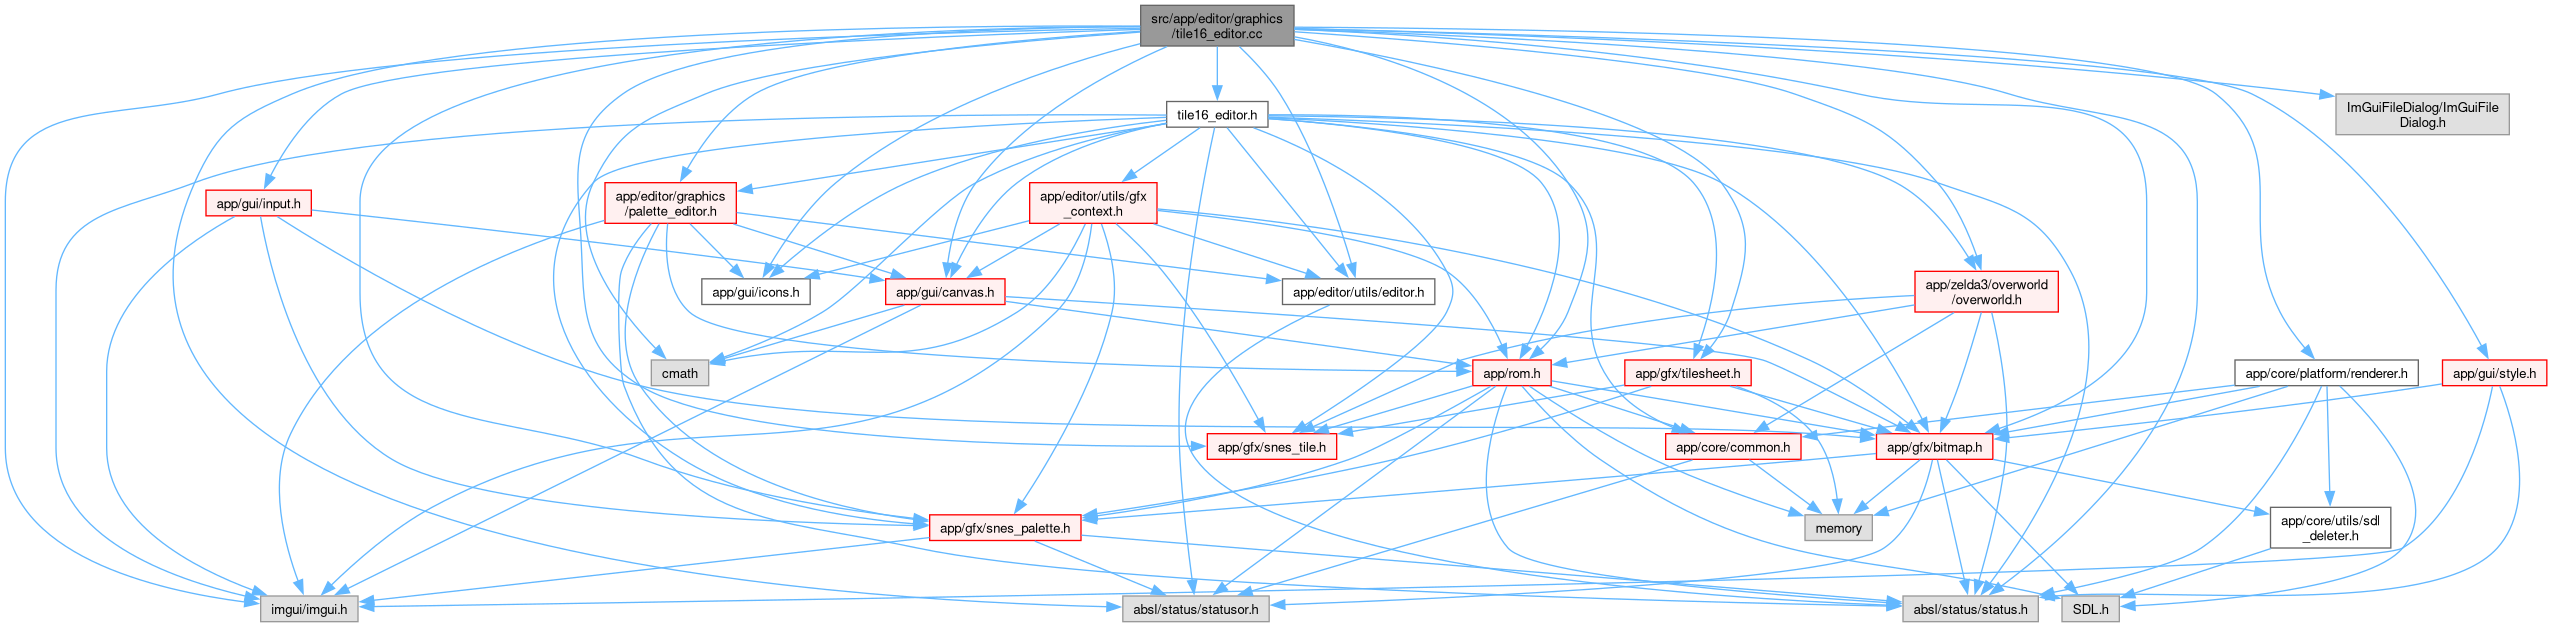 src/app/editor/graphics
/tile16_editor.cc
ImGuiFileDialog/ImGuiFile
Dialog.h
tile16_editor.h
app/gui/input.h
app/editor/graphics
/palette_editor.h
app/editor/utils/gfx
_context.h
app/gui/icons.h
app/gui/canvas.h
app/editor/utils/editor.h
app/zelda3/overworld
/overworld.h
cmath
app/rom.h
app/gfx/tilesheet.h
app/core/platform/renderer.h
app/gui/style.h
app/gfx/snes_tile.h
app/core/common.h
app/gfx/bitmap.h
app/gfx/snes_palette.h
memory
app/core/utils/sdl
_deleter.h
imgui/imgui.h
absl/status/statusor.h
absl/status/status.h
SDL.h